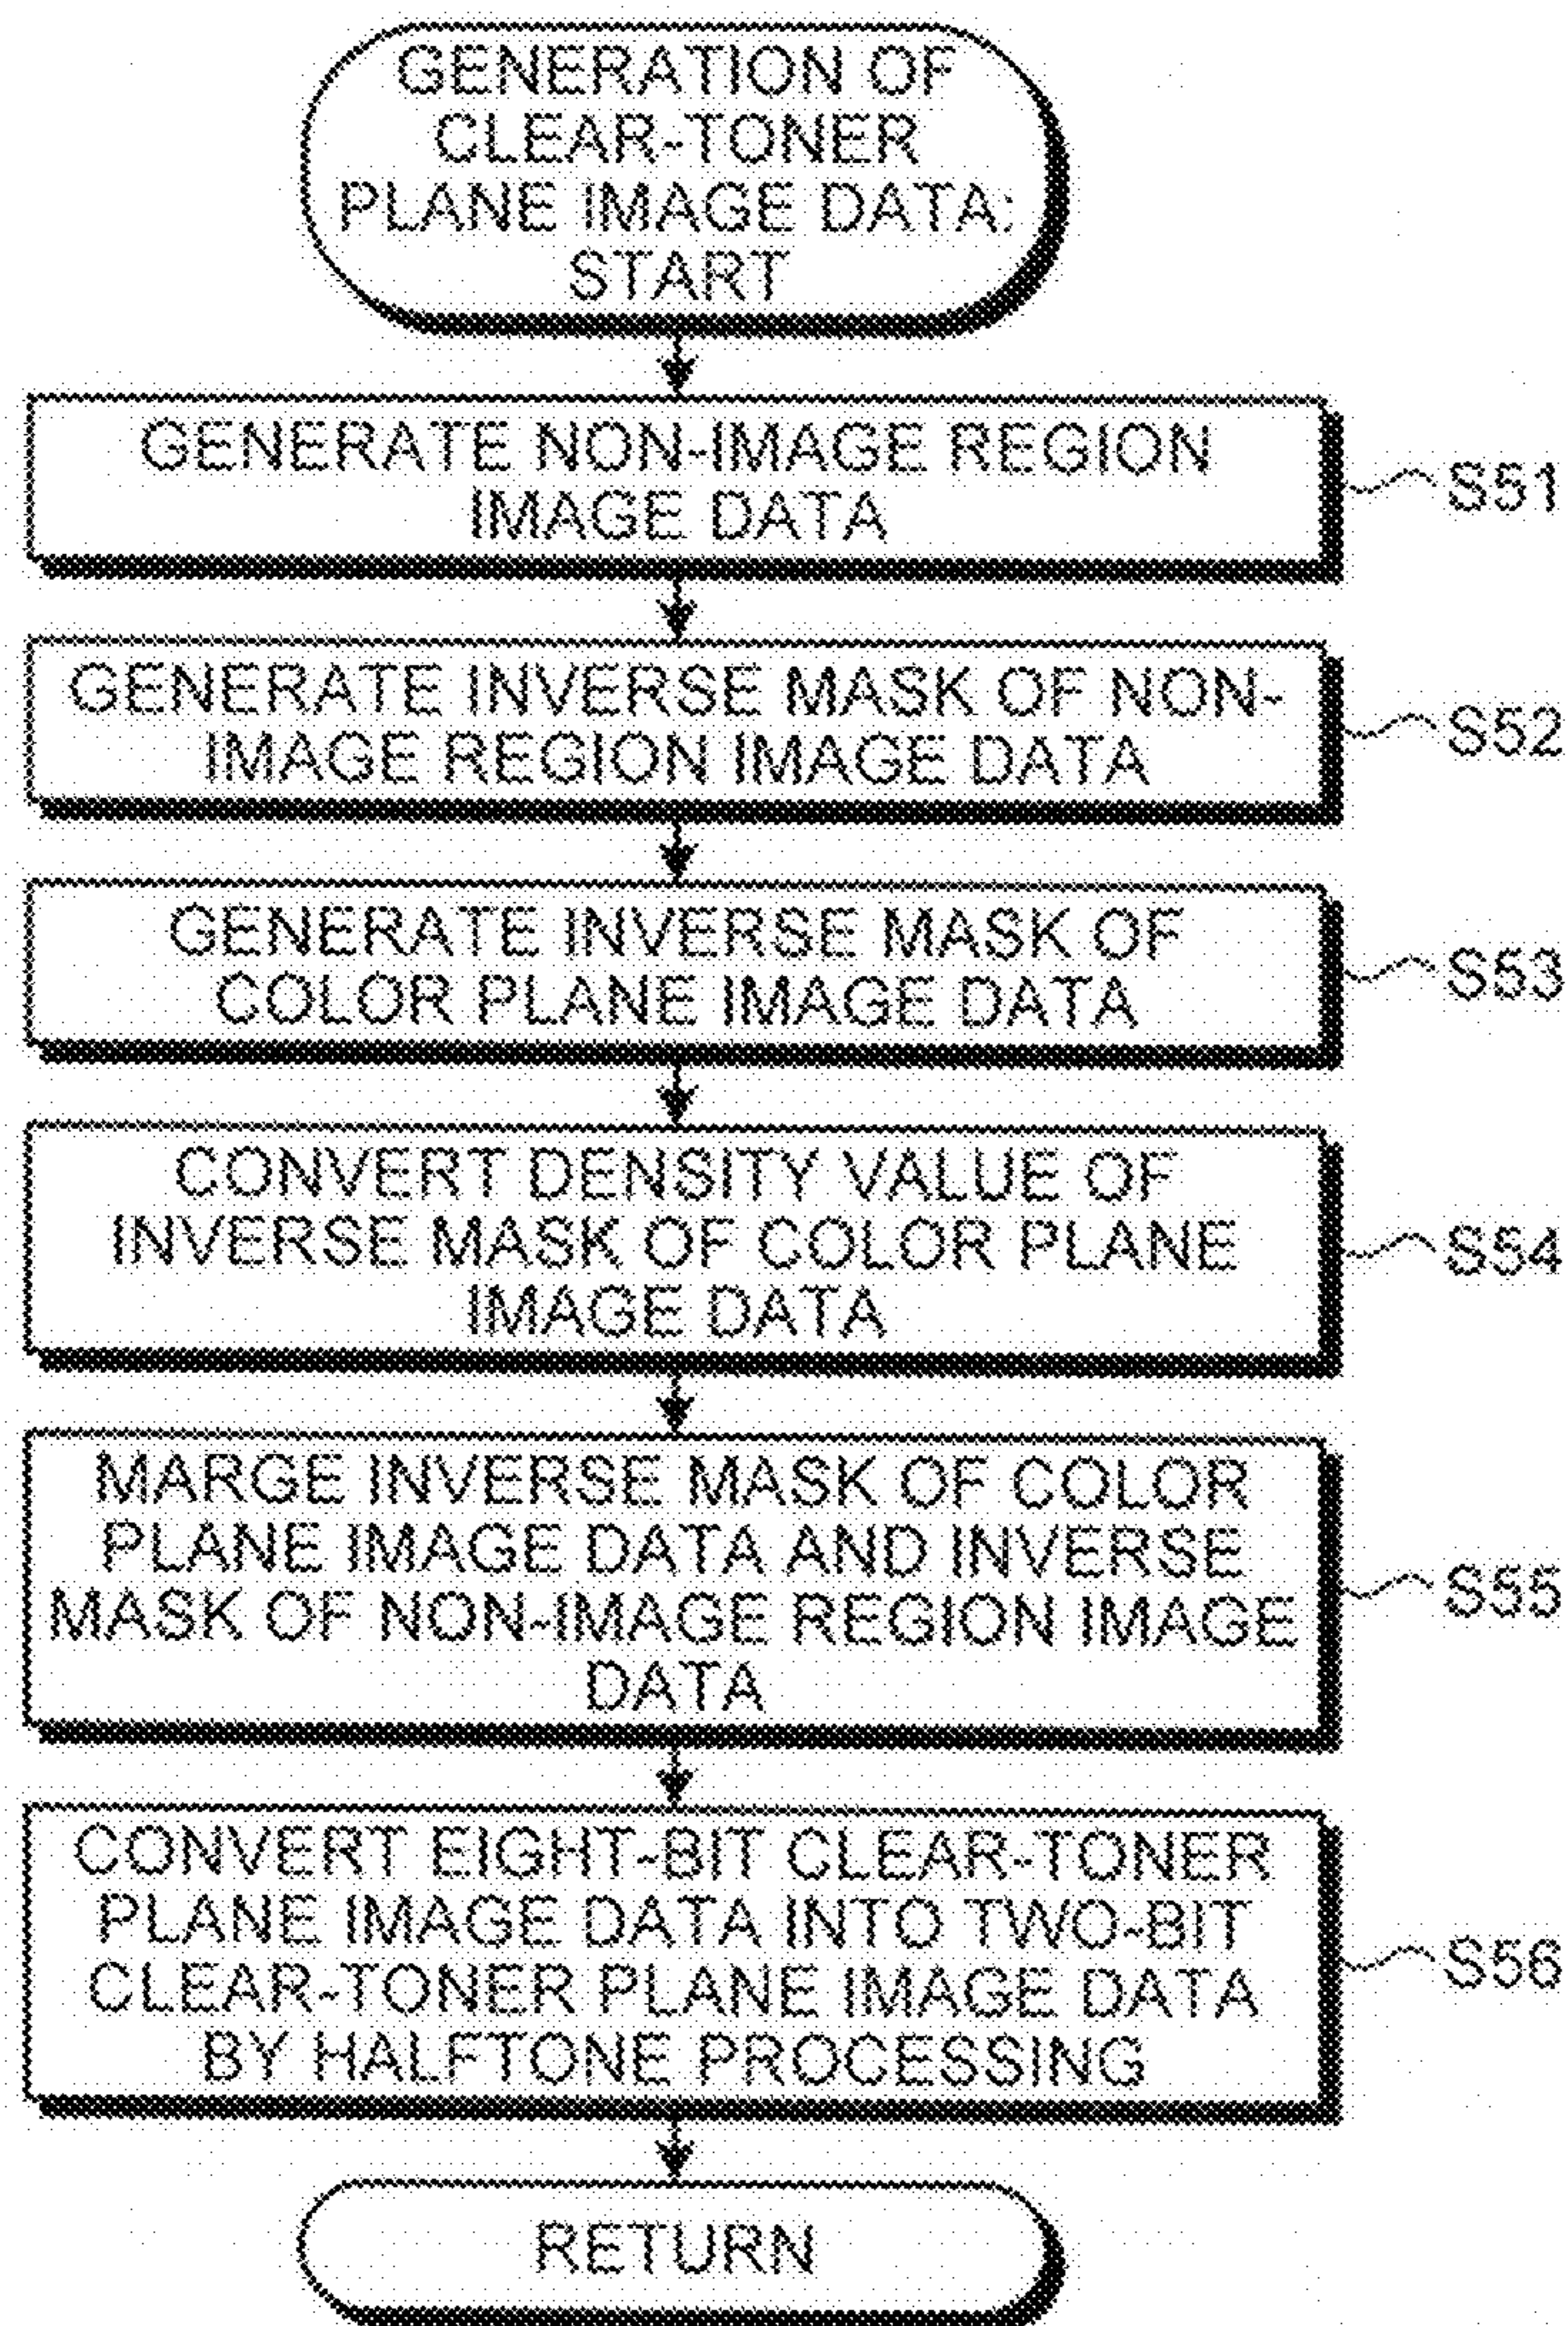 GENERATION OF
CLEAR-TONER
PLANE IMAGE DATA:
START
GENERATE NON-IMAGE REGION
IMAGE DATA
S51
GENERATE INVERSE MASK OF NON-
IMAGE REGION IMAGE DATA
S52
GENERATE INVERSE MASK OF
COLOR PLANE IMAGE DATA
S53
CONVERT DENSITY VALUE OF
INVERSE MASK OF COLOR PLANE
IMAGE DATA
S54
MARGE INVERSE MASK OF COLOR
PLANE IMAGE DATA AND INVERSE
MASK OF NON-IMAGE REGION IMAGE
DATA
S55
CONVERT EIGHT-BIT CLEAR-TONER
PLANE IMAGE DATA INTO TWO-BIT
CLEAR-TONER PLANE IMAGE DATA
BY HALFTONE PROCESSING
S56
RETURN